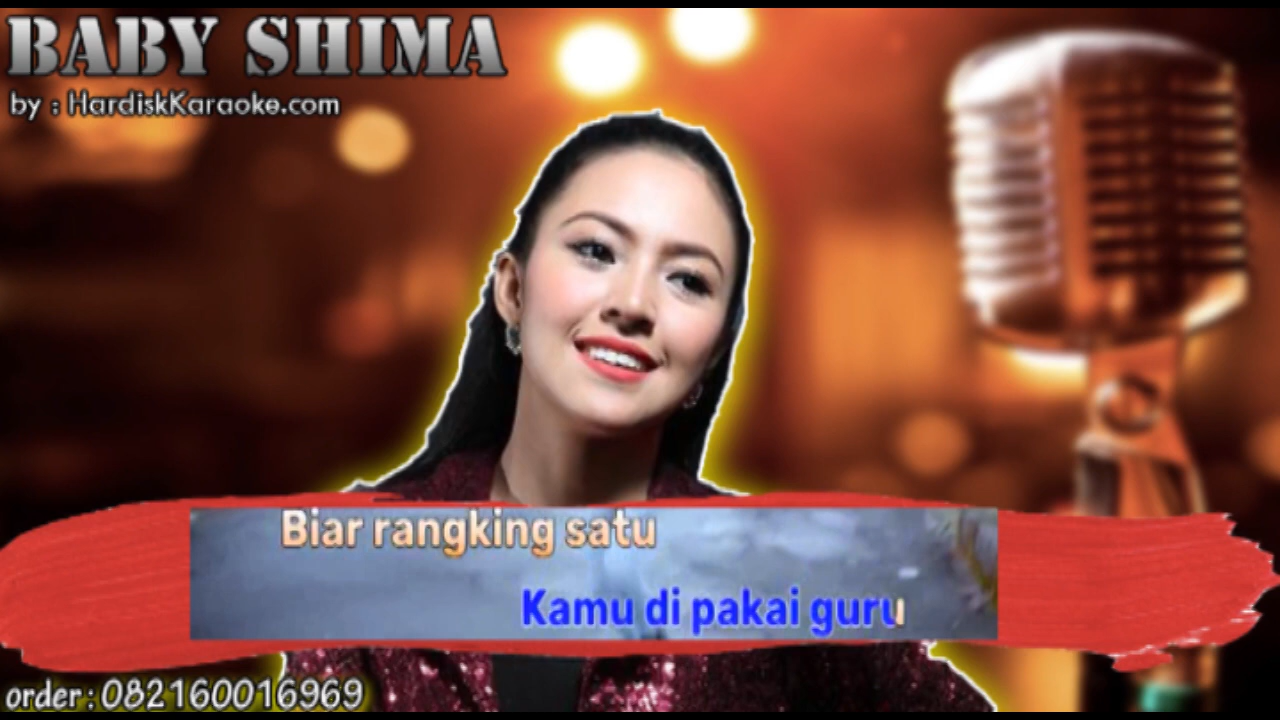 BABY SHIMA
by : HardiskKaraoke.com
Biar rangking satu
Kamu di pakai guru
order : 082160016969